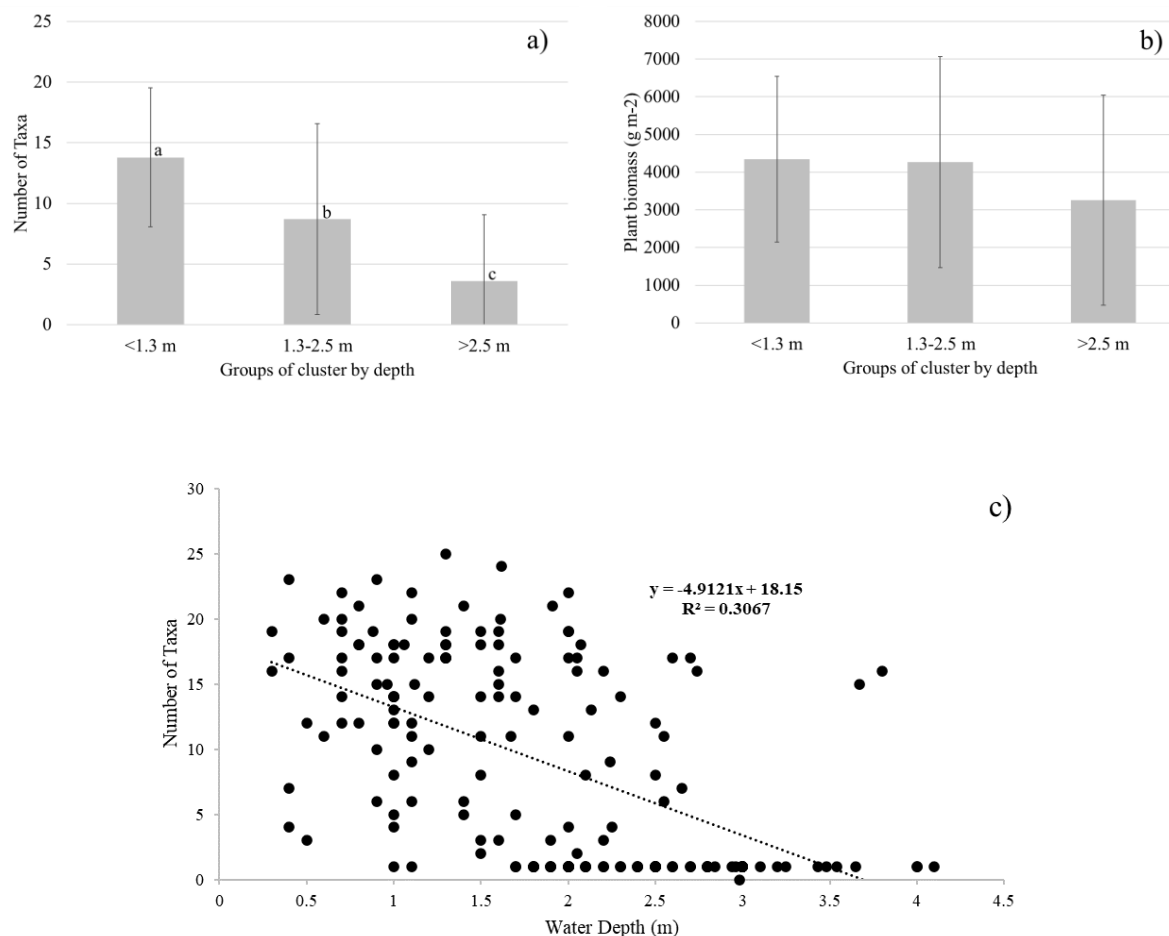 a)
25
20
15
10
5
0
Number of Taxa
a
b
c
<1.3 m 1.3-2.5 m >2.5 m
Groups of cluster by depth
b)
8000
7000
6000
5000
4000
3000
2000
1000
0
Plant biomass (g m-2)
<1.3 m 1.3-2.5 m >2.5 m
Groups of cluster by depth
c)
30
25
20
15
10
5
0
Number of Taxa
y = -4.9121x + 18.15
R² = 0.3067
0 0.5 1 1.5 2 2.5 3 3.5 4 4.5
Water Depth (m)